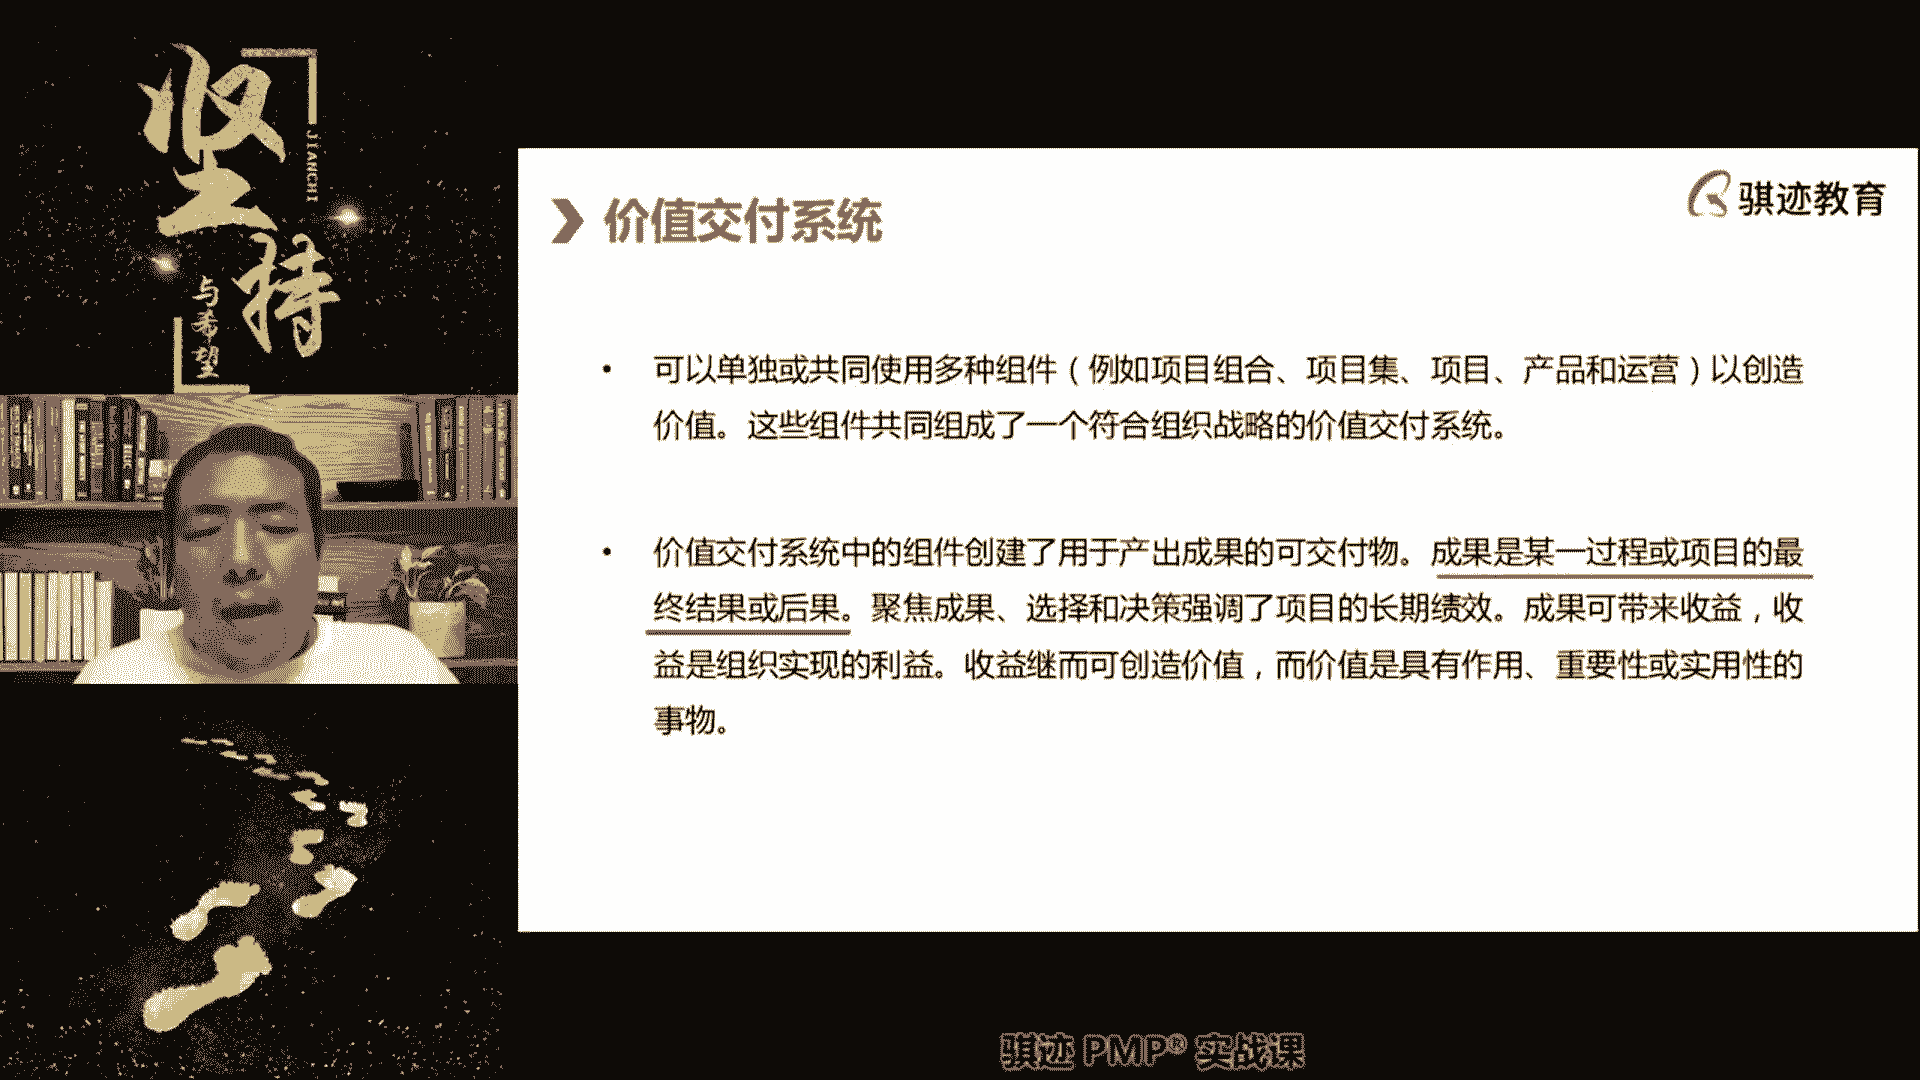 坚持
JIANCHI
与希望
骐迹教育
价值交付系统
• 可以单独或共同使用多种组件（例如项目组合、项目集、项目、产品和运营）以创造
价值。这些组件共同组成了一个符合组织战略的价值交付系统。
• 价值交付系统中的组件创建了用于产出成果的可交付物。成果是某一过程或项目的最
终结果或后果。聚焦成果、选择和决策强调了项目的长期绩效。成果可带来收益，收
益是组织实现的利益。收益继而可创造价值，而价值是具有作用、重要性或实用性的
事物。
骐迹 PMP® 实战课